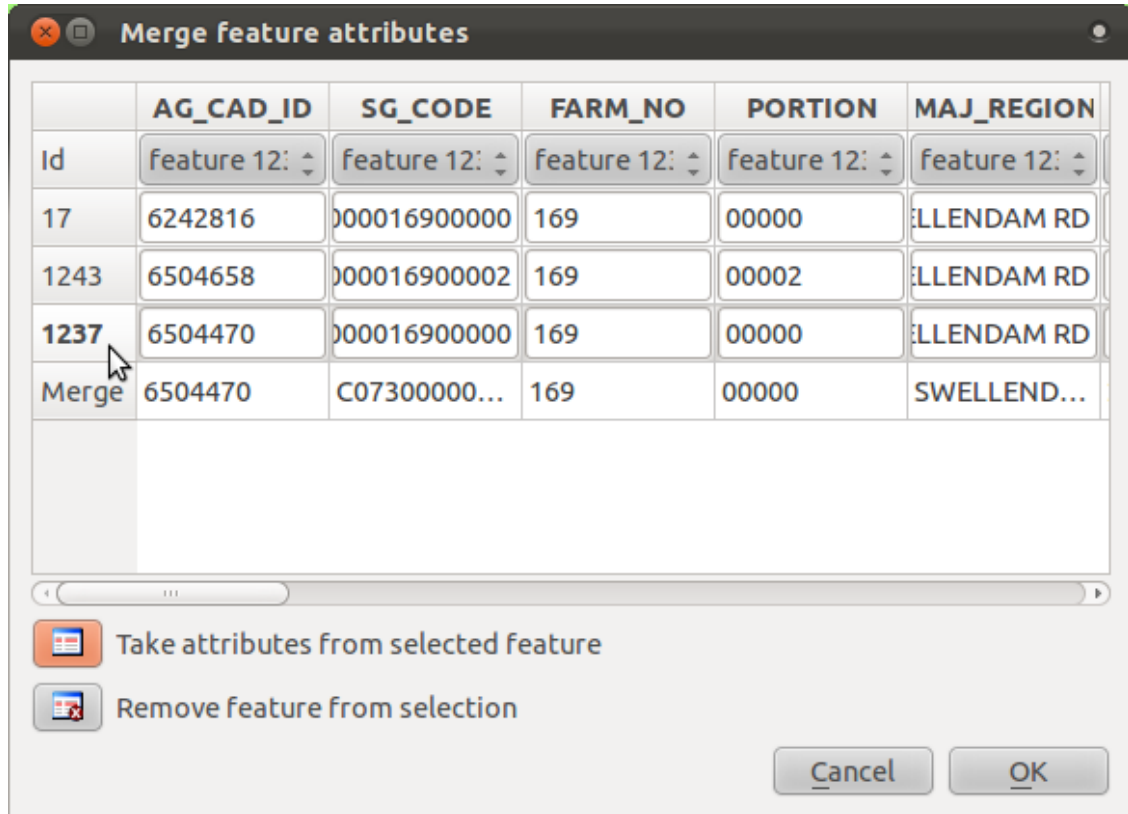 Merge feature attributes
AG_CAD_ID SG_CODE FARM_NO PORTION MAJ_REGION
Id feature 12 feature 12 feature 12 feature 12 feature 12
17 6242816 000016900000 169 00000 ELLENDAM RD
1243 6504658 000016900002 169 00002 ELLENDAM RD
1237 6504470 000016900000 169 00000 ELLENDAM RD
Merge 6504470 C07300000... 169 00000 SWELLEND...
Take attributes from selected feature
Remove feature from selection
Cancel OK